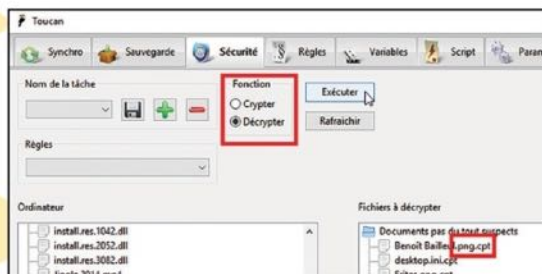 Toucan
Synchro Sauvegarde Sécurité Règles Variables Script Param
Nom de la tâche
Fonction
Crypter
Décrypter
Exécuter
Rafraichir
Règles
Ordinateur
install.res.1042.dll
install.res.2052.dll
install.res.3082.dll
Fichiers à décrypter
Documents pas du tout suspects
Benoît Bailleul.png.cpt
desktop.ini.cpt